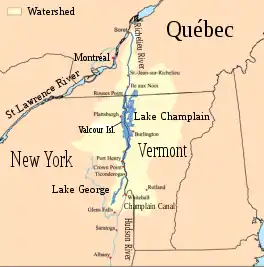 Watershed
Québec
Sorel
Richelieu River
Montréal
St-Jean-sur-Richelieu
St Lawrence River
Ile aux Noix
Rouses Point
Plattsburgh
Lake Champlain
Valcour Isl.
Burlington
New York
Vermont
Port Henry
Crown Point
Ticonderoga
Lake George
Rutland
Whitehall
Champlain Canal
Glens Falls
Saratoga
Hudson River
Albany